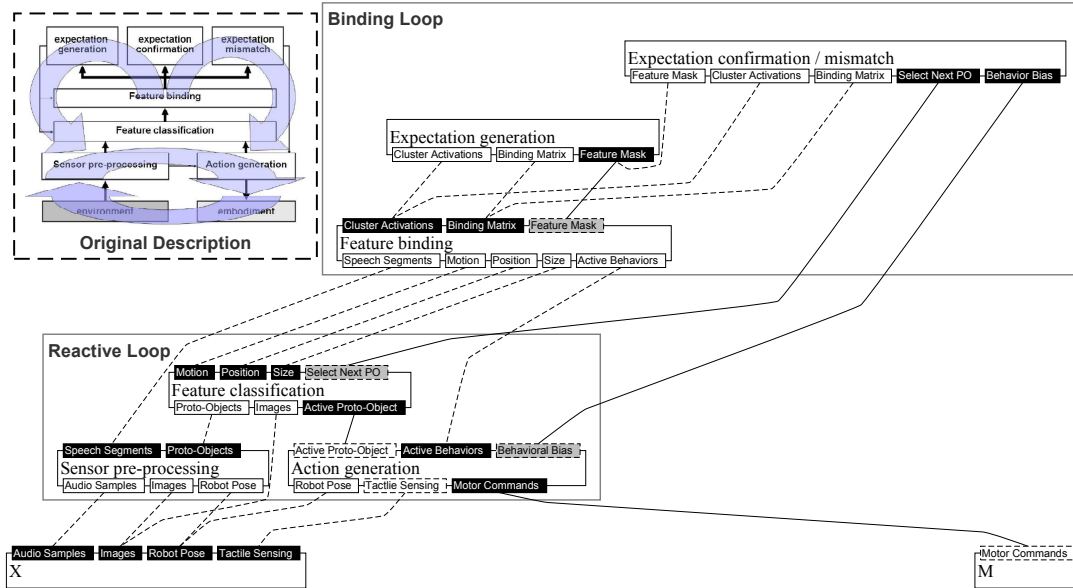 Binding Loop
expectation generation
expectation confirmation
expectation mismatch
Feature binding
Feature classification
Sensor pre-processing
Action generation
environment
embodiment
Original Description
Expectation confirmation / mismatch
Feature Mask Cluster Activations Binding Matrix Select Next PO Behavior Bias
Expectation generation
Cluster Activations Binding Matrix Feature Mask
Cluster Activations Binding Matrix Feature Mask
Feature binding
Speech Segments Motion Position Size Active Behaviors
Reactive Loop
Motion Position Size Select Next PO
Feature classification
Proto-Objects Images Active Proto-Object
Speech Segments Proto-Objects
Sensor pre-processing
Audio Samples Images Robot Pose
Active Proto-Object Active Behaviors Behavioral Bias
Action generation
Robot Pose Tactile Sensing Motor Commands
Audio Samples Images Robot Pose Tactile Sensing
X
Motor Commands
M